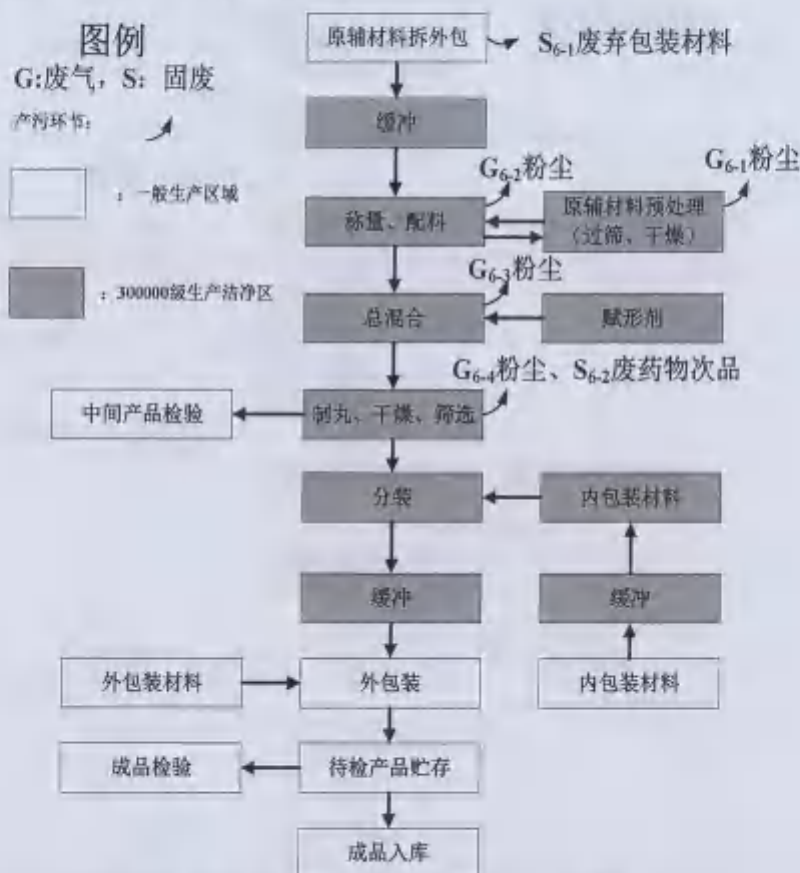 图例
G:废气，S：固废
产污环节：
：一般生产区域
：300000级生产洁净区
原辅材料拆外包
S6-1废弃包装材料
缓冲
G6-2粉尘
G6-1粉尘
称量、配料
原辅材料预处理
（过筛、干燥）
G6-3粉尘
总混合
赋形剂
G6-4粉尘、S6-2废药物次品
中间产品检验
制丸、干燥、筛选
分装
内包装材料
缓冲
缓冲
外包装材料
外包装
内包装材料
成品检验
待检产品贮存
成品入库